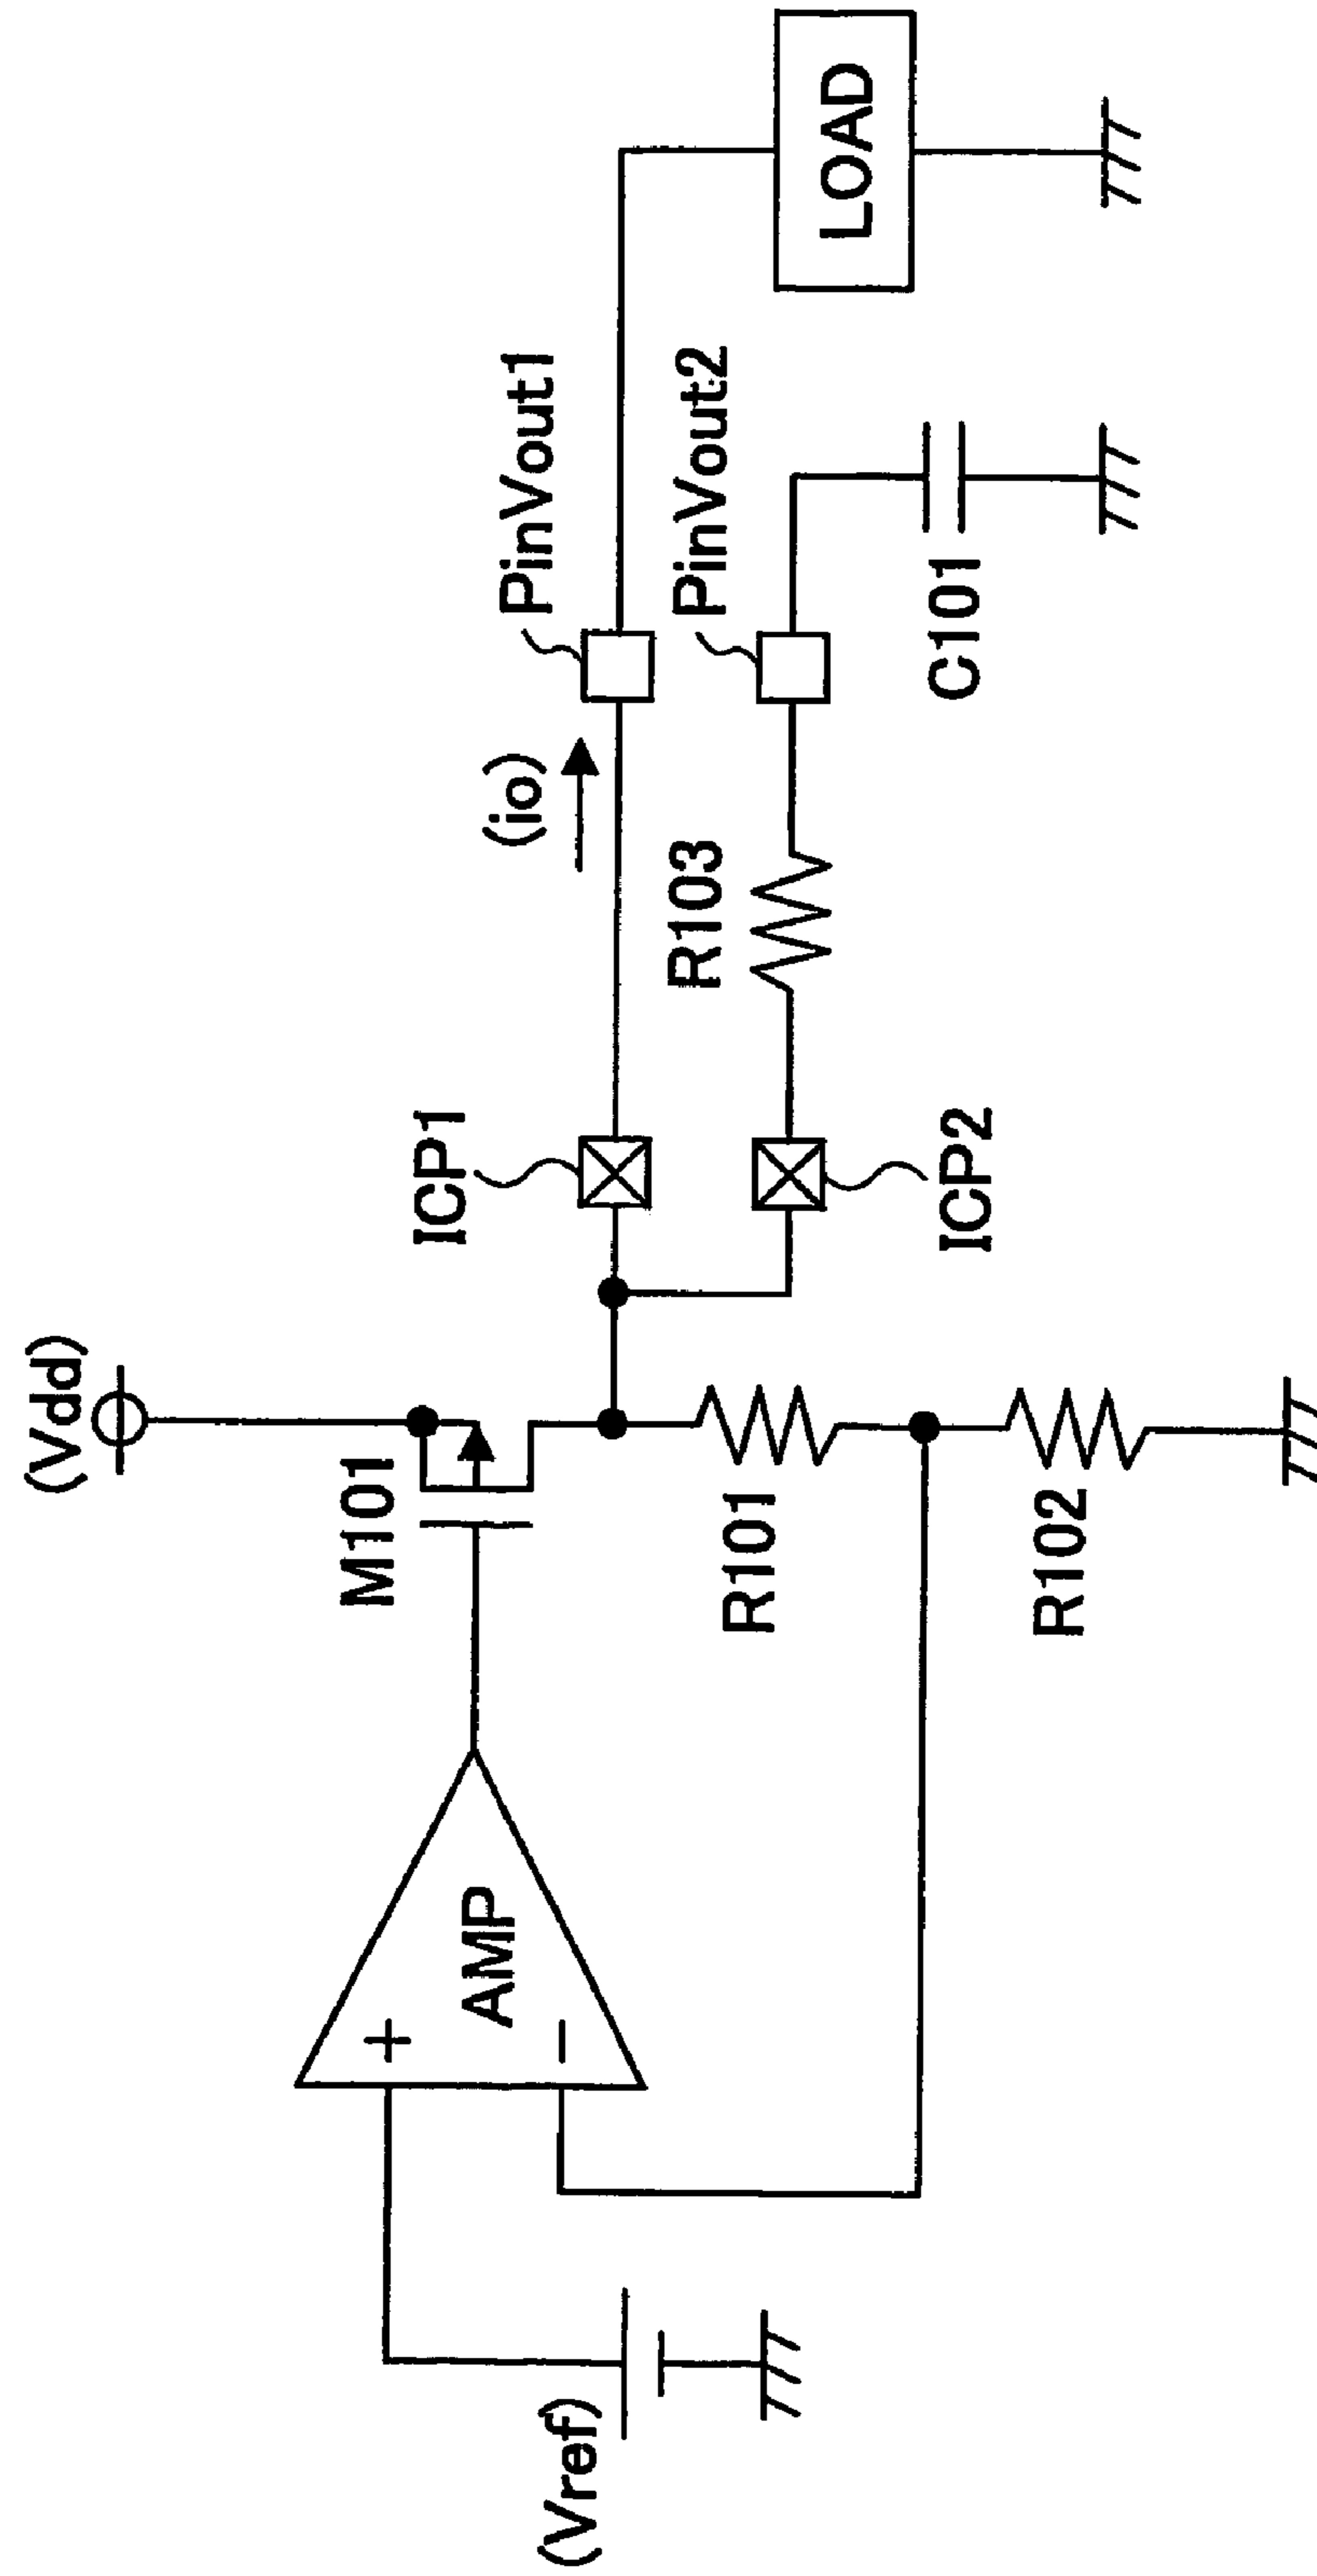 (Vdd)
M101
AMP
+
−
(Vref)
R101
R102
ICP1
ICP2
(io)
R103
PinVout1
PinVout2
C101
LOAD